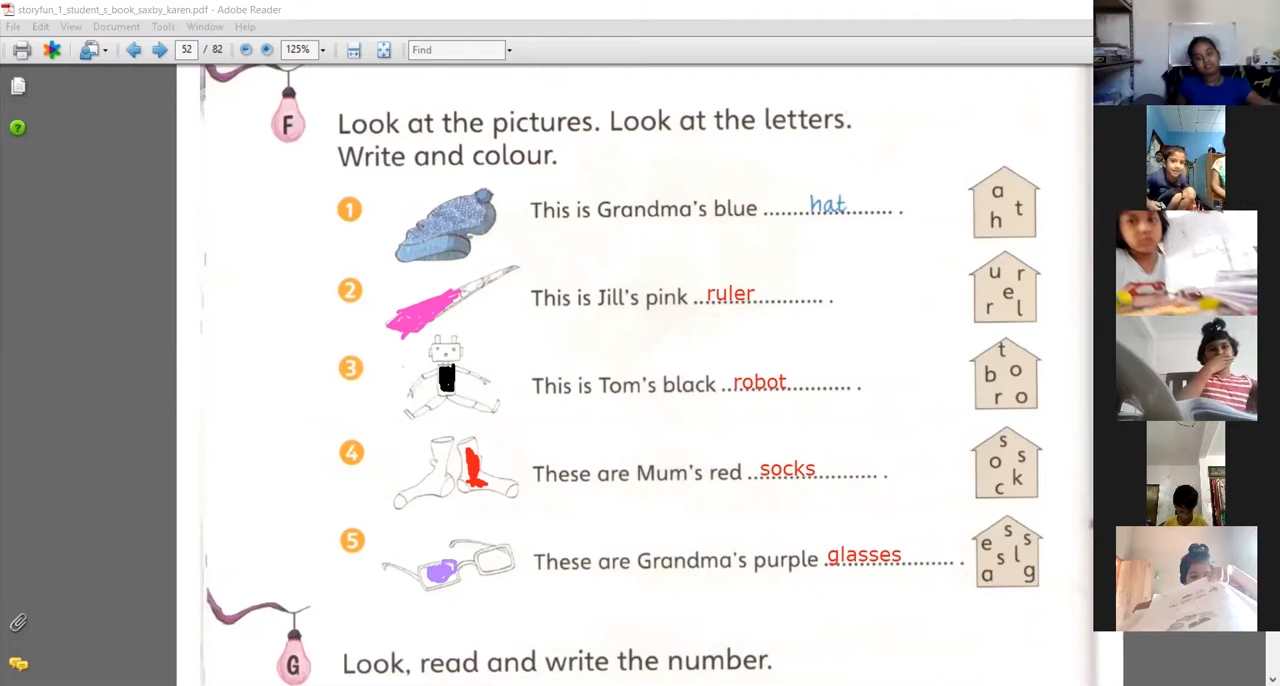 storyfun_1_student_s_book_saxby_karen.pdf - Adobe Reader
File Edit View Document Tools Window Help
52 / 82 125% Find
F
Look at the pictures. Look at the letters.
Write and colour.
1 This is Grandma's blue ..........hat.......... .
a
t
h
2 This is Jill's pink ..ruler............. .
u r
e
r l
3 This is Tom's black ..robot............. .
t
b o
r o
4 These are Mum's red ..socks............. .
s
o s
k
c
5 These are Grandma's purple glasses............ .
s
e s
s l
a g
G
Look, read and write the number.